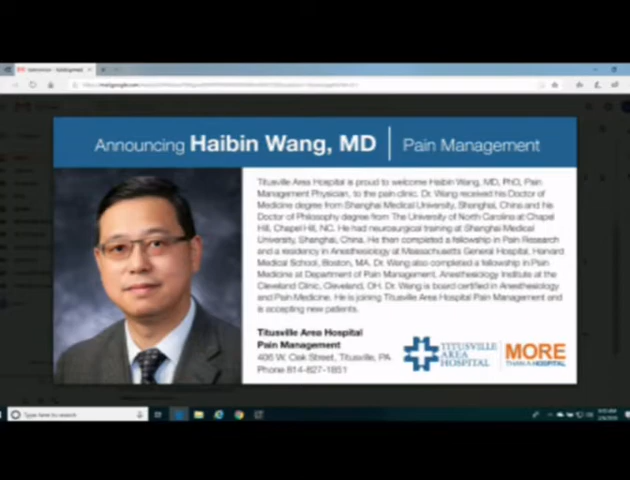 Announcing Haibin Wang, MD | Pain Management
Titusville Area Hospital is proud to welcome Haibin Wang, MD, PhD, Pain
Management Physician, to the pain clinic. Dr. Wang received his Doctor of
Medicine degree from Shanghai Medical University, Shanghai, China and his
Doctor of Philosophy degree from The University of North Carolina at Chapel
Hill, Chapel Hill, NC. He had neurosurgical training at Shanghai Medical
University, Shanghai, China. He then completed a fellowship in Pain Research
and a residency in Anesthesiology at Massachusetts General Hospital, Harvard
Medical School, Boston, MA. Dr. Wang also completed a fellowship in Pain
Medicine at Department of Pain Management, Anesthesiology Institute at the
Cleveland Clinic, Cleveland, OH. Dr. Wang is board certified in Anesthesiology
and Pain Medicine. He is joining Titusville Area Hospital Pain Management and
is accepting new patients.
Titusville Area Hospital
Pain Management
406 W. Oak Street, Titusville, PA
Phone 814-827-1851
TITUSVILLE
AREA
HOSPITAL
MORE
THAN A HOSPITAL
Type here to search